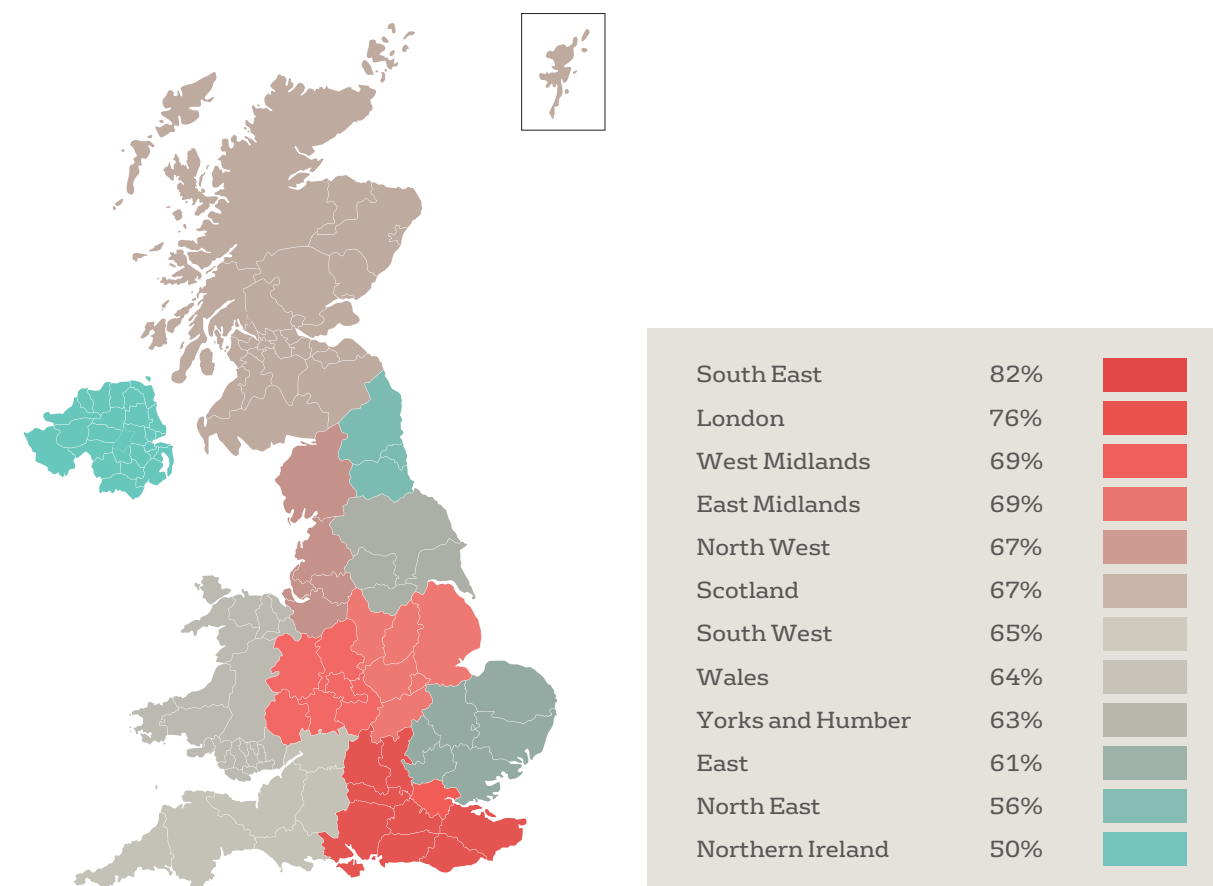 South East 82%
London 76%
West Midlands 69%
East Midlands 69%
North West 67%
Scotland 67%
South West 65%
Wales 64%
Yorks and Humber 63%
East 61%
North East 56%
Northern Ireland 50%